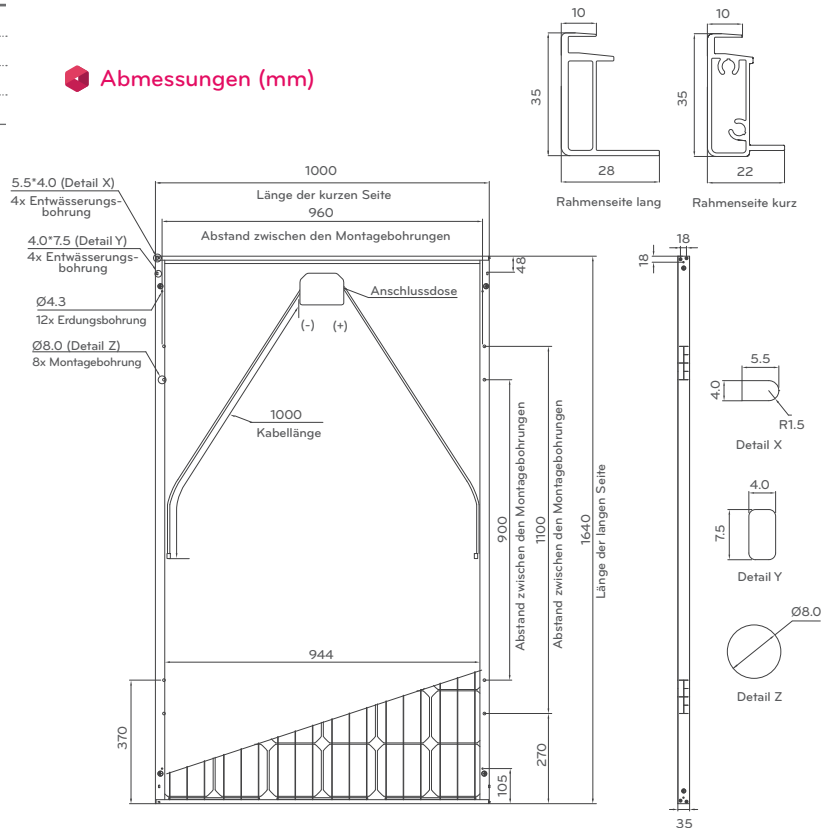 Abmessungen (mm)
10
35
28
Rahmenseite lang
10
35
22
Rahmenseite kurz
1000
Länge der kurzen Seite
960
Abstand zwischen den Montagebohrungen
5.5*4.0 (Detail X)
4x Entwässerungs-
bohrung
4.0*7.5 (Detail Y)
4x Entwässerungs-
bohrung
Ø4.3
12x Erdungsbohrung
Ø8.0 (Detail Z)
8x Montagebohrung
48
Anschlussdose
(-) (+)
1000
Kabellänge
900
Abstand zwischen den Montagebohrungen
1100
Abstand zwischen den Montagebohrungen
1640
Länge der langen Seite
944
370
270
105
18
18
35
5.5
4.0
R1.5
Detail X
4.0
7.5
Detail Y
Ø8.0
Detail Z